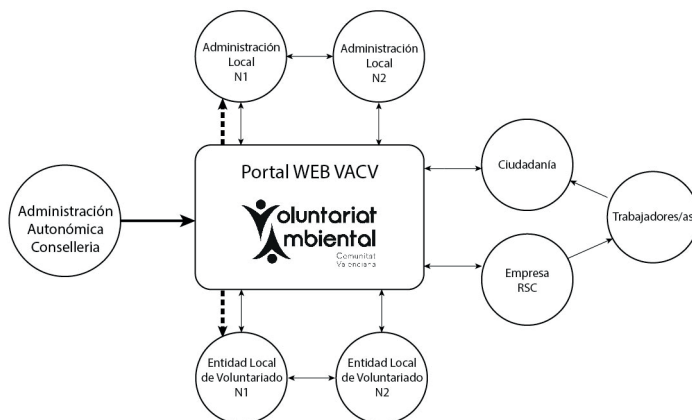 Administración
Local
N1
Administración
Local
N2
Portal WEB VACV
Voluntariat
Ambiental
Comunitat
Valenciana
Administración
Autonómica
Conselleria
Ciudadanía
Trabajadores/as
Empresa
RSC
Entidad Local
de Voluntariado
N1
Entidad Local
de Voluntariado
N2